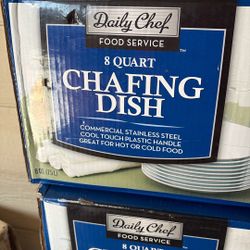 Daily Chef
FOOD SERVICE
8 QUART
CHAFING
DISH
COMMERCIAL STAINLESS STEEL
COOL TOUCH PLASTIC HANDLE
GREAT FOR HOT OR COLD FOOD
Daily Chef
FOOD SERVICE
8 QUART